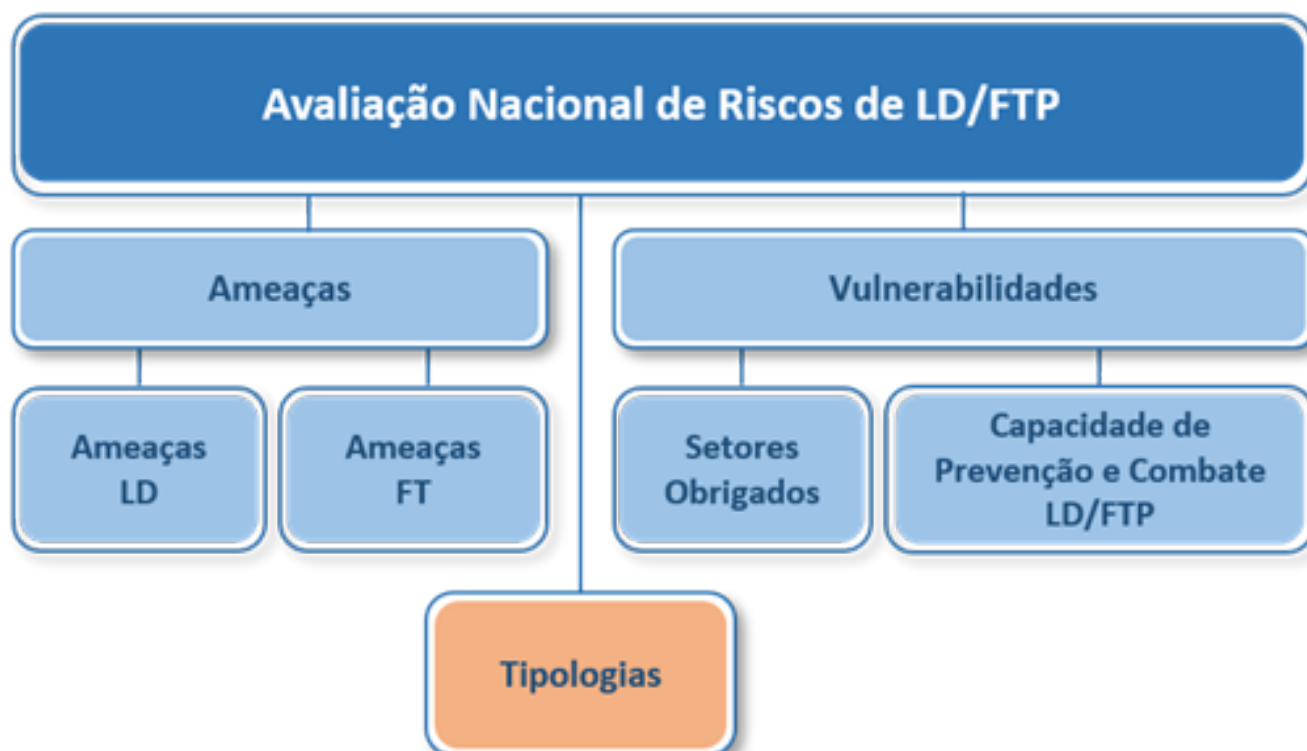 Avaliação Nacional de Riscos de LD/FTP
Ameaças
Vulnerabilidades
Ameaças
LD
Ameaças
FT
Setores
Obrigados
Capacidade de
Prevenção e Combate
LD/FTP
Tipologias